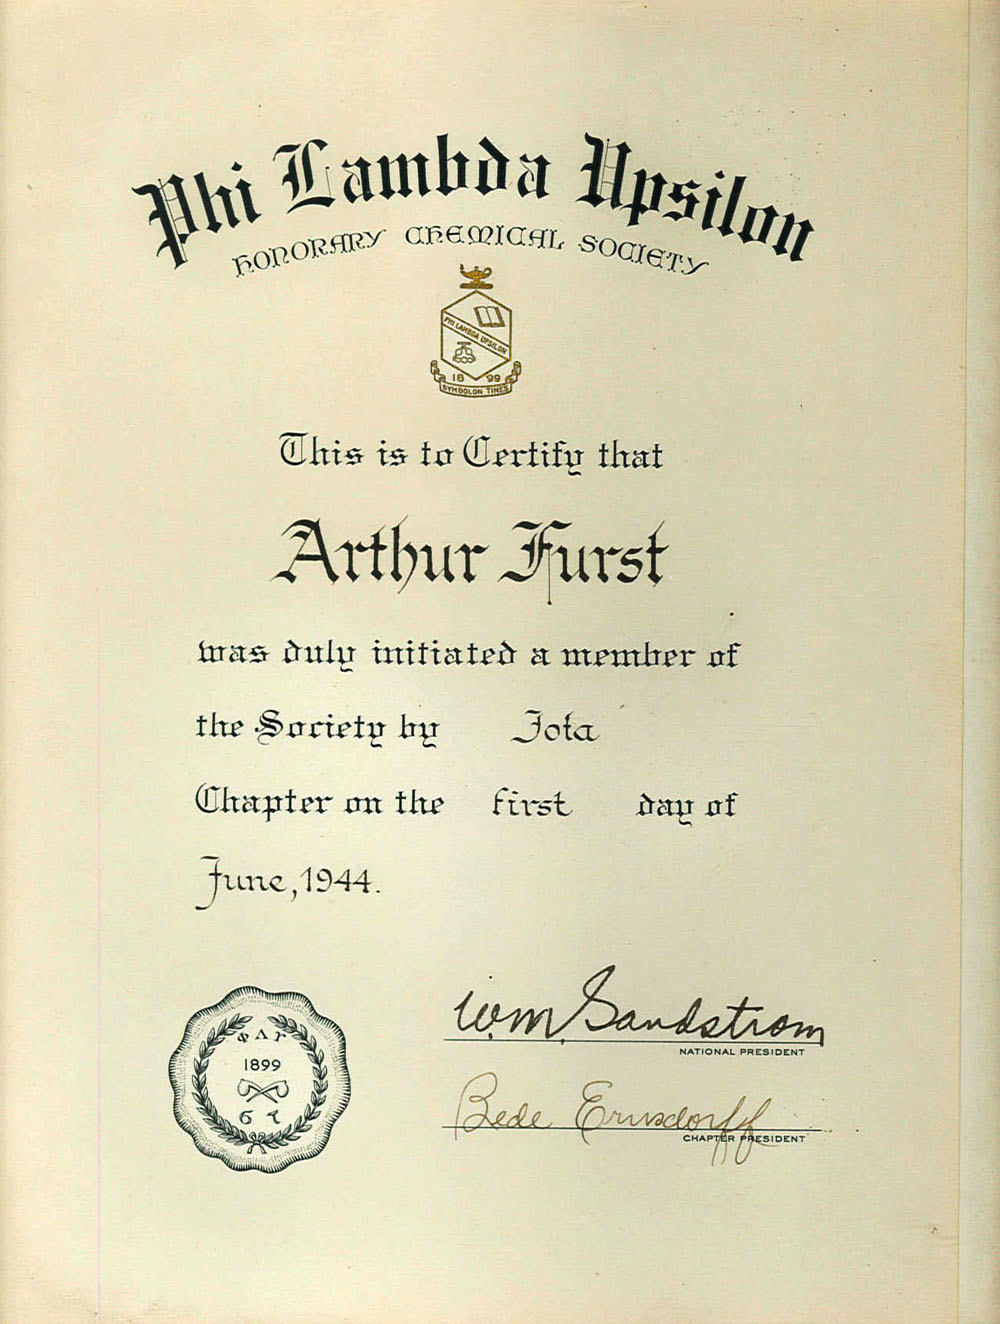 Phi Lambda Upsilon
HONORARY CHEMICAL SOCIETY
PHI LAMBDA UPSILON
18 99
SYMBOLON TIMES
This is to Certify that
Arthur Furst
was duly initiated a member of
the Society by Iota
Chapter on the first day of
June, 1944.
Wm. Sandstrom
NATIONAL PRESIDENT
Bede Ernsdorff
CHAPTER PRESIDENT
Φ Λ Υ
1899